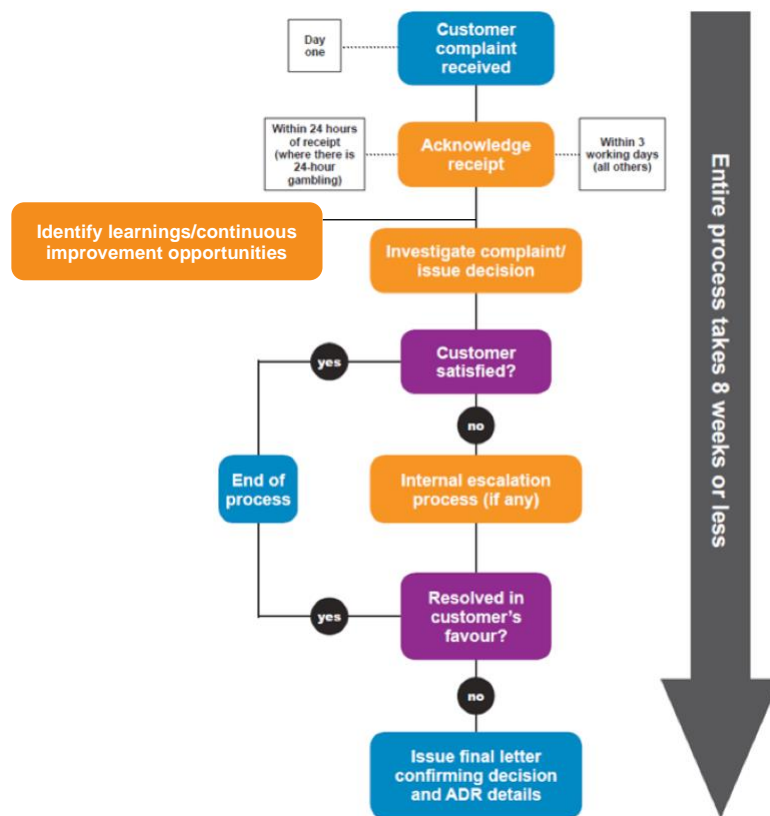 Day
one
Customer
complaint
received
Within 24 hours
of receipt
(where there is
24-hour
gambling)
Acknowledge
receipt
Within 3
working days
(all others)
Identify learnings/continuous
improvement opportunities
Investigate complaint/
issue decision
yes
Customer
satisfied?
no
End of
process
Internal escalation
process (if any)
yes
Resolved in
customer's
favour?
no
Issue final letter
confirming decision
and ADR details
Entire process takes 8 weeks or less